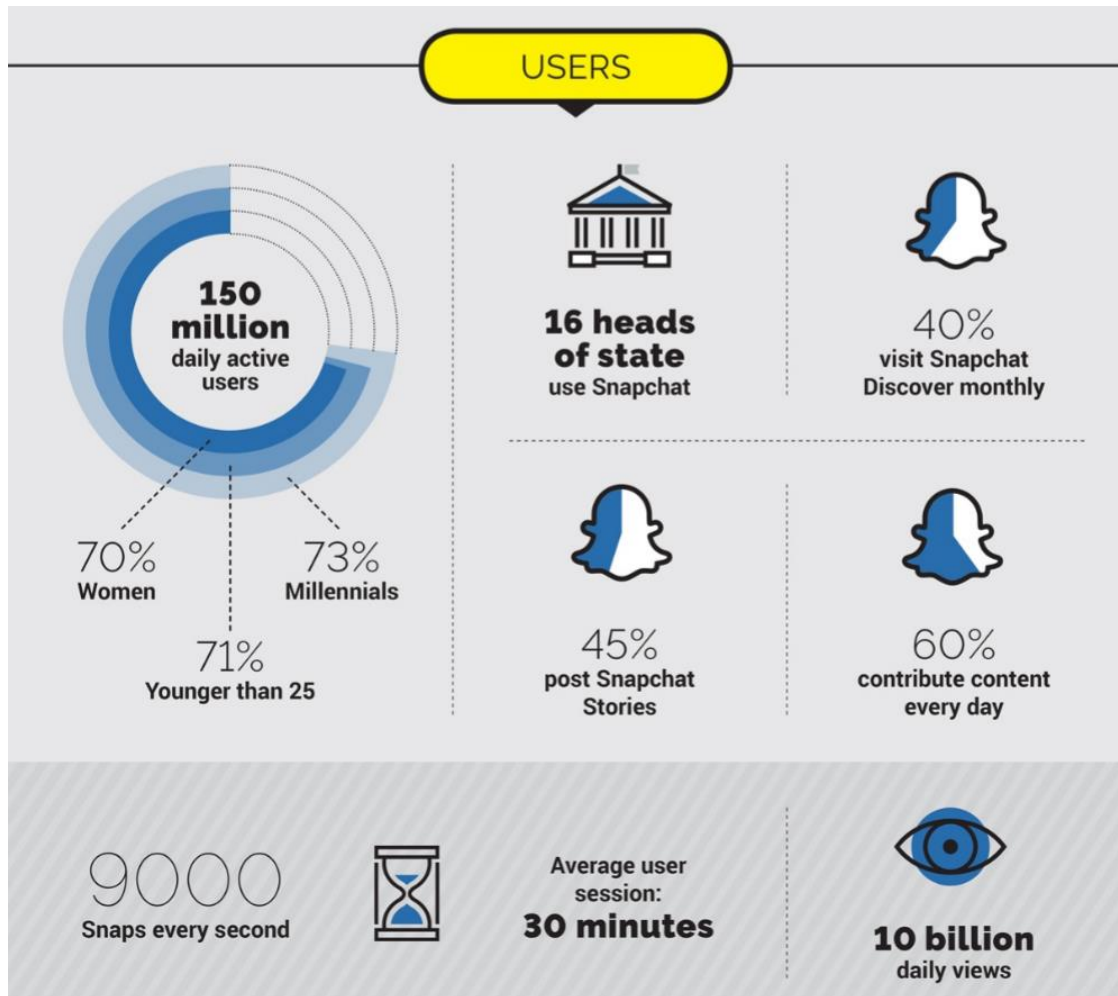 USERS
150
million
daily active
users
70%
Women
73%
Millennials
71%
Younger than 25
16 heads
of state
use Snapchat
40%
visit Snapchat
Discover monthly
45%
post Snapchat
Stories
60%
contribute content
every day
9000
Snaps every second
Average user
session:
30 minutes
10 billion
daily views